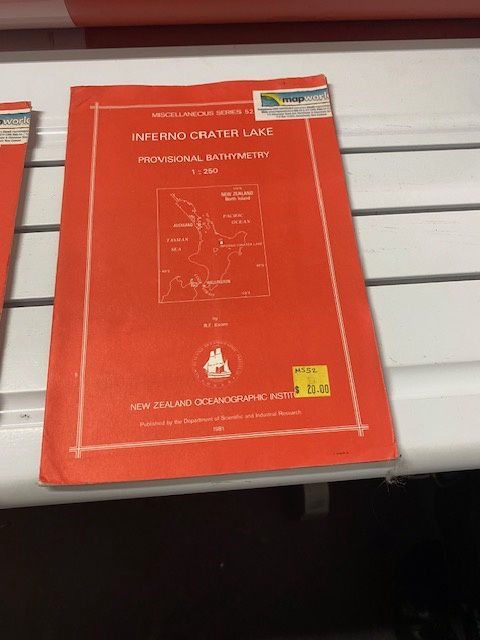 MISCELLANEOUS SERIES 52
mapworld
INFERNO CRATER LAKE
PROVISIONAL BATHYMETRY
1 : 250
NEW ZEALAND
North Island
PACIFIC
OCEAN
AUCKLAND
TASMAN
SEA
INFERNO CRATER LAKE
WELLINGTON
by
MS52
$ 20.00
NEW ZEALAND OCEANOGRAPHIC INSTIT
Published by the Department of Scientific and Industrial Research
1981